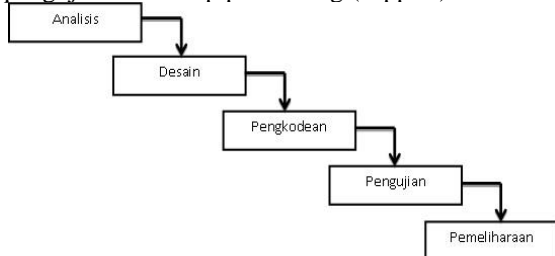 Analisis
Desain
Pengkodean
Pengujian
Pemeliharaan